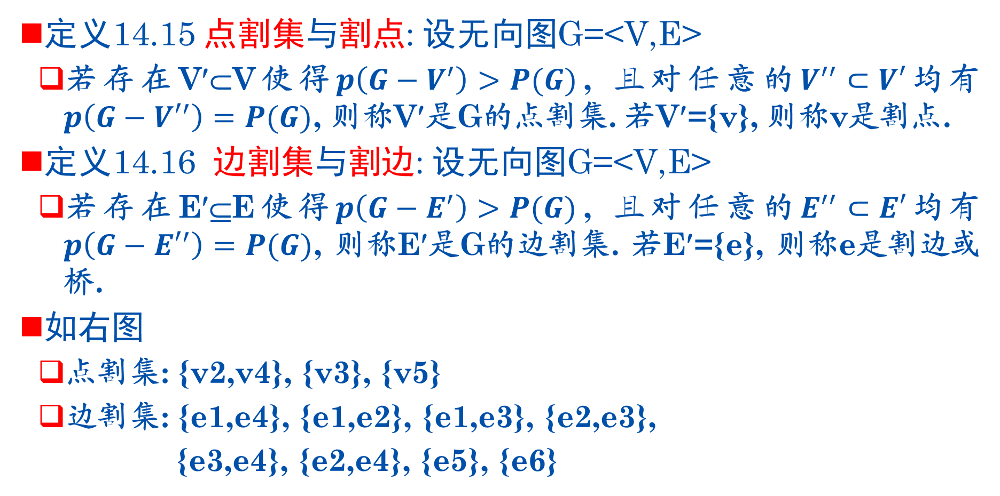 定义14.15 点割集与割点: 设无向图G=<V,E>
若存在V′⊂V使得p(G − V′) > P(G), 且对任意的V′′ ⊂ V′均有
p(G − V′′) = P(G), 则称V′是G的点割集. 若V′={v}, 则称v是割点.
定义14.16 边割集与割边: 设无向图G=<V,E>
若存在E′⊆E使得p(G − E′) > P(G), 且对任意的E′′ ⊂ E′均有
p(G − E′′) = P(G), 则称E′是G的边割集. 若E′={e}, 则称e是割边或
桥.
如右图
点割集: {v2,v4}, {v3}, {v5}
边割集: {e1,e4}, {e1,e2}, {e1,e3}, {e2,e3},
{e3,e4}, {e2,e4}, {e5}, {e6}